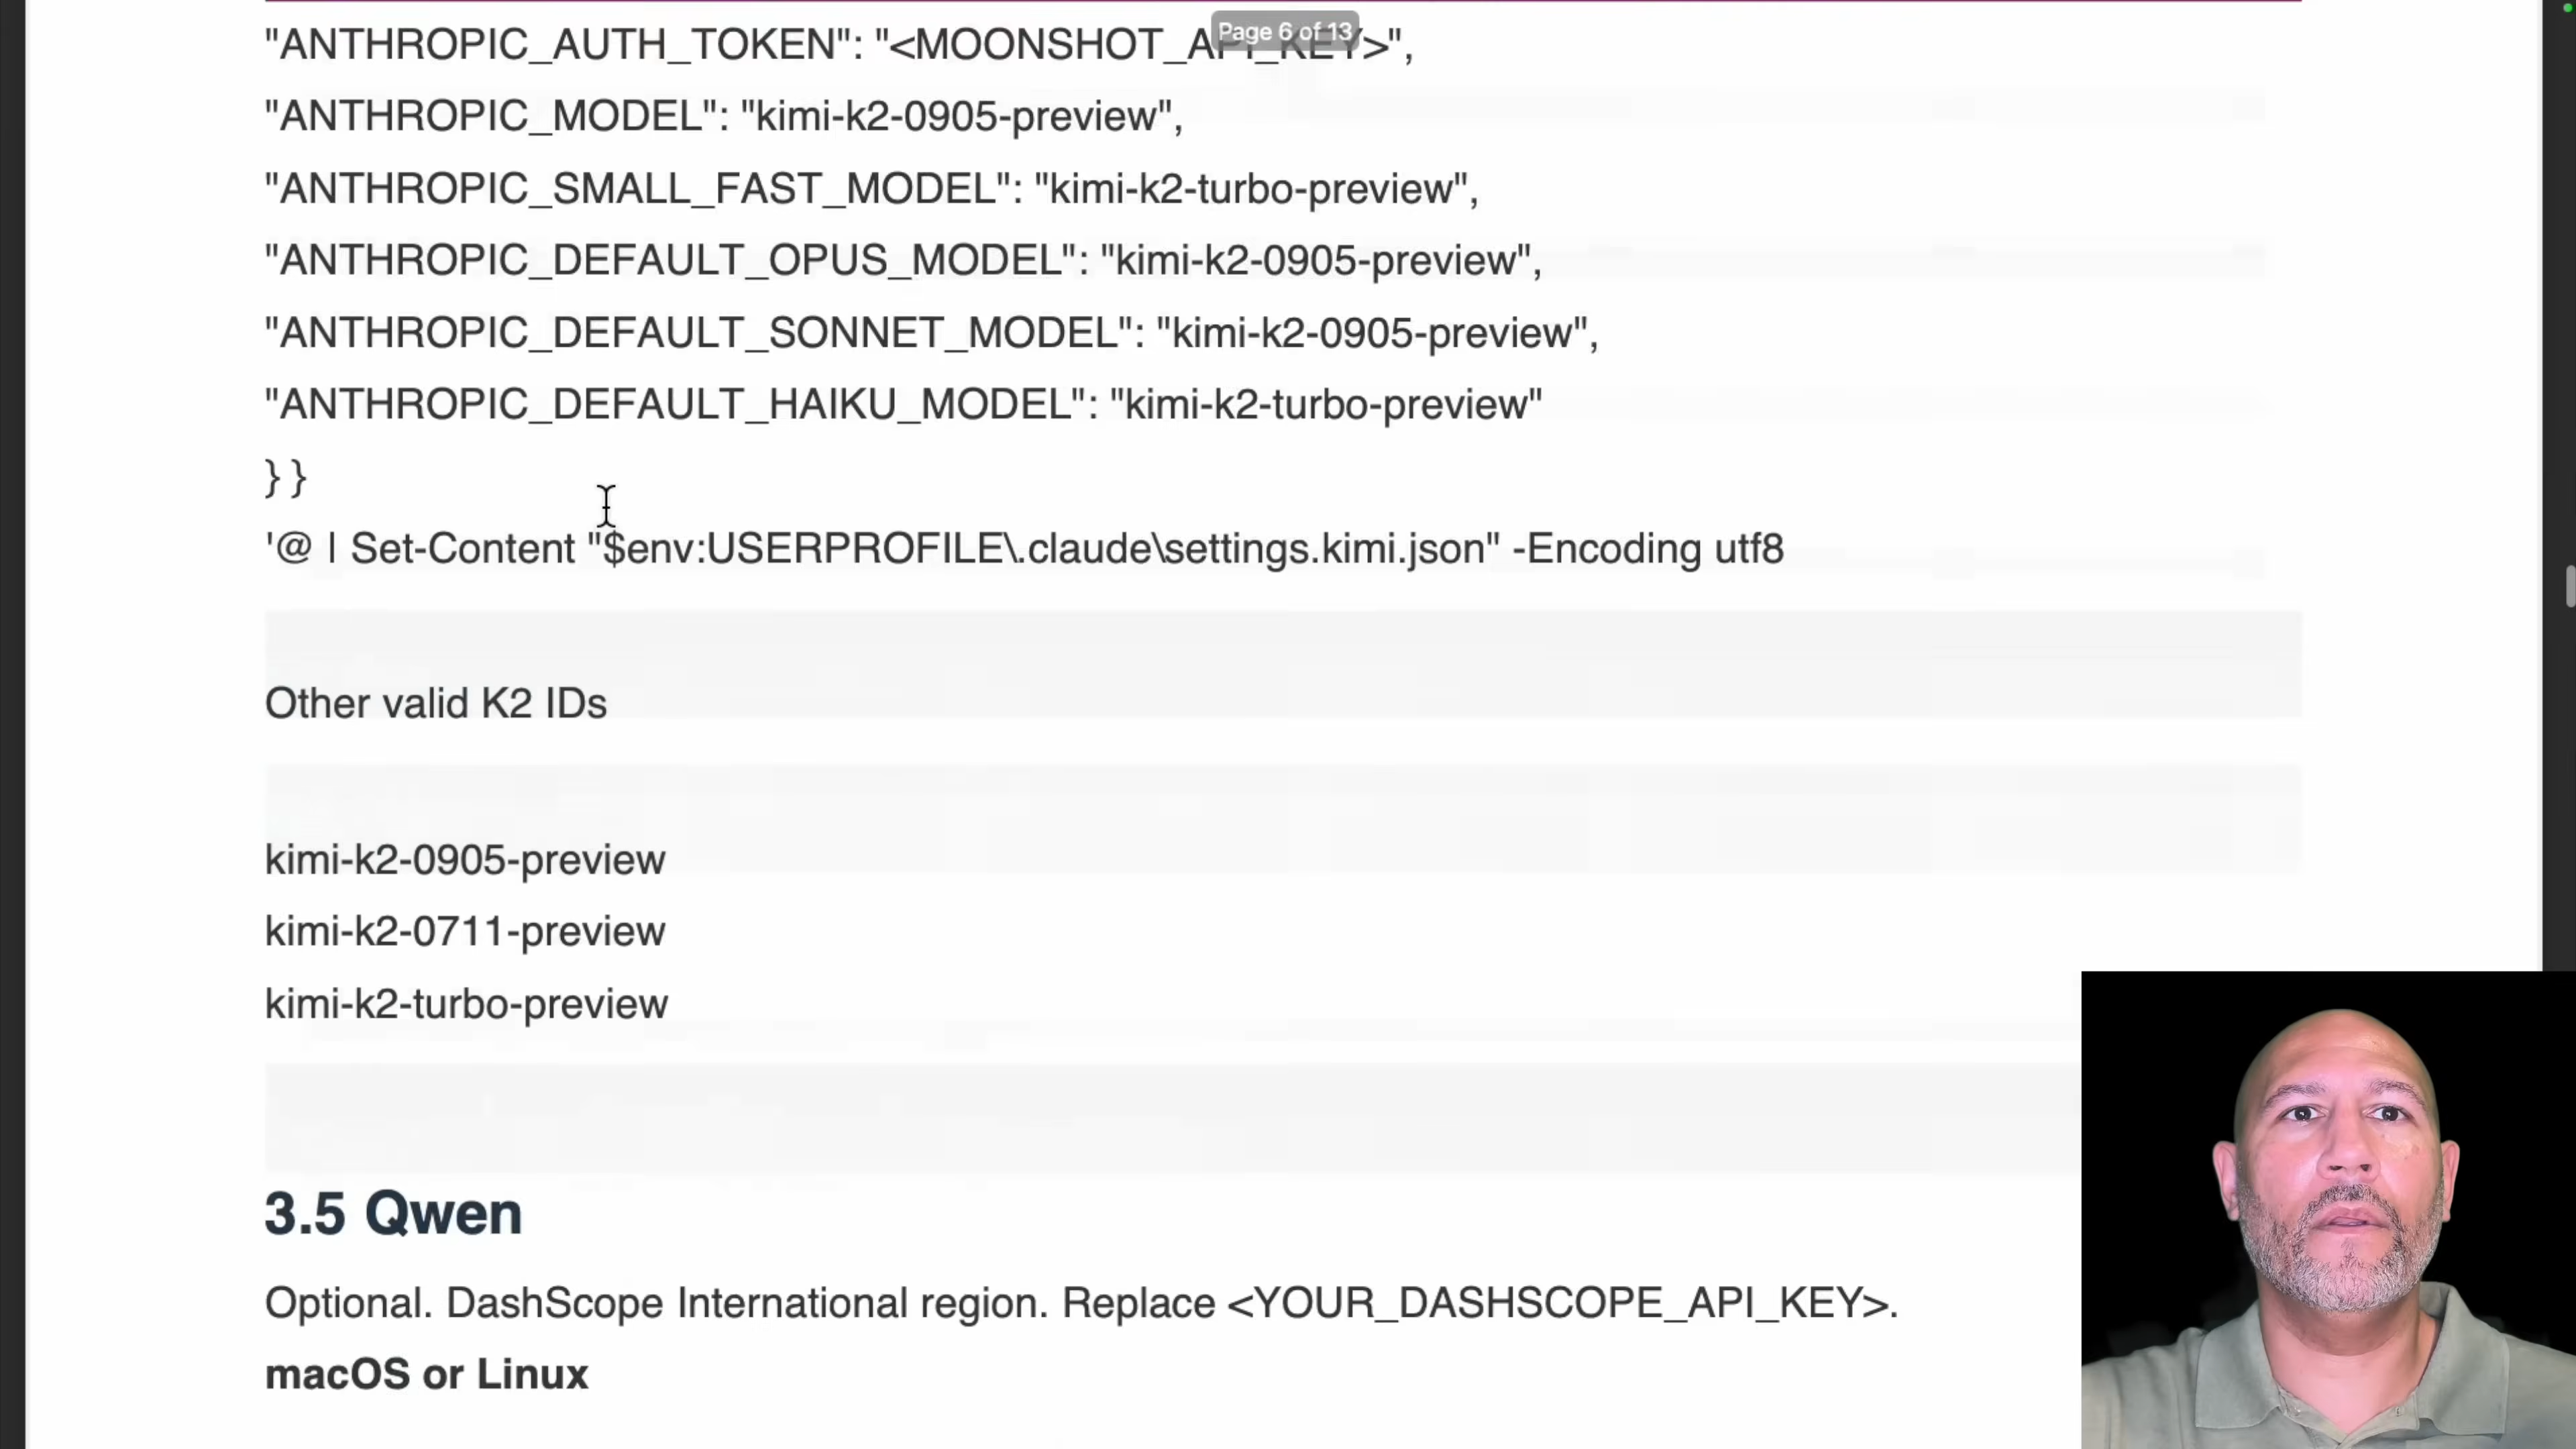 Page 6 of 13
"ANTHROPIC_AUTH_TOKEN": "<MOONSHOT_API_KEY>",
"ANTHROPIC_MODEL": "kimi-k2-0905-preview",
"ANTHROPIC_SMALL_FAST_MODEL": "kimi-k2-turbo-preview",
"ANTHROPIC_DEFAULT_OPUS_MODEL": "kimi-k2-0905-preview",
"ANTHROPIC_DEFAULT_SONNET_MODEL": "kimi-k2-0905-preview",
"ANTHROPIC_DEFAULT_HAIKU_MODEL": "kimi-k2-turbo-preview"
} }
'@ | Set-Content "$env:USERPROFILE\.claude\settings.kimi.json" -Encoding utf8
Other valid K2 IDs
kimi-k2-0905-preview
kimi-k2-0711-preview
kimi-k2-turbo-preview
3.5 Qwen
Optional. DashScope International region. Replace <YOUR_DASHSCOPE_API_KEY>.
macOS or Linux